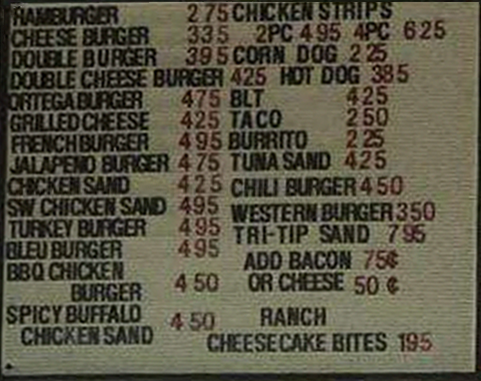 HAMBURGER 275 CHICKEN STRIPS
CHEESE BURGER 335 2PC 495 4PC 625
DOUBLE BURGER 395 CORN DOG 225
DOUBLE CHEESE BURGER 425 HOT DOG 385
ORTEGA BURGER 475 BLT 425
GRILLED CHEESE 425 TACO 250
FRENCH BURGER 495 BURRITO 225
JALAPENO BURGER 475 TUNA SAND 425
CHICKEN SAND 425 CHILI BURGER 450
SW CHICKEN SAND 495 WESTERN BURGER 350
TURKEY BURGER 495 TRI-TIP SAND 795
BLEU BURGER 495 ADD BACON 75¢
BBQ CHICKEN
BURGER 450 OR CHEESE 50¢
SPICY BUFFALO 450 RANCH
CHICKEN SAND CHEESECAKE BITES 195